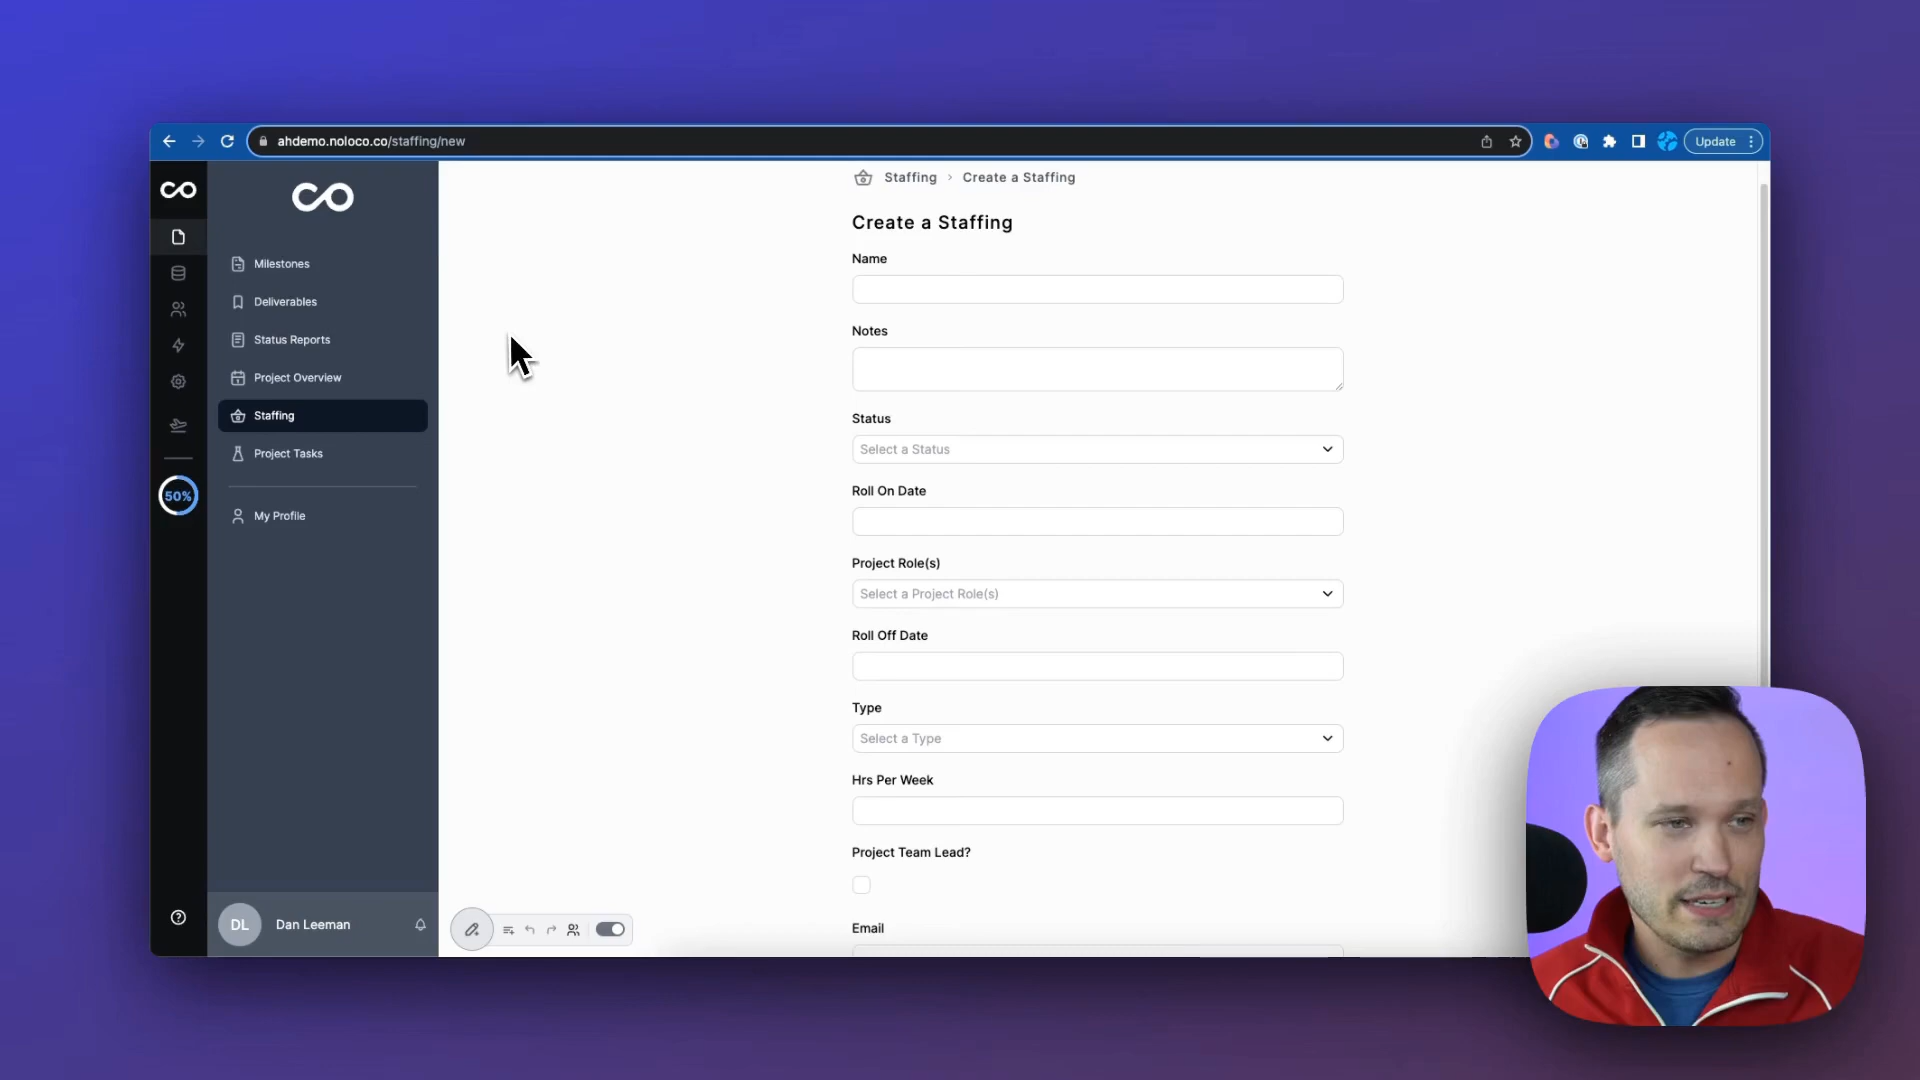 ahdemo.noloco.co/staffing/new
Update
Staffing > Create a Staffing
Milestones
Deliverables
Status Reports
Project Overview
Staffing
Project Tasks
My Profile
50%
DL
Dan Leeman
Create a Staffing
Name
Notes
Status
Select a Status
Roll On Date
Project Role(s)
Select a Project Role(s)
Roll Off Date
Type
Select a Type
Hrs Per Week
Project Team Lead?
Email